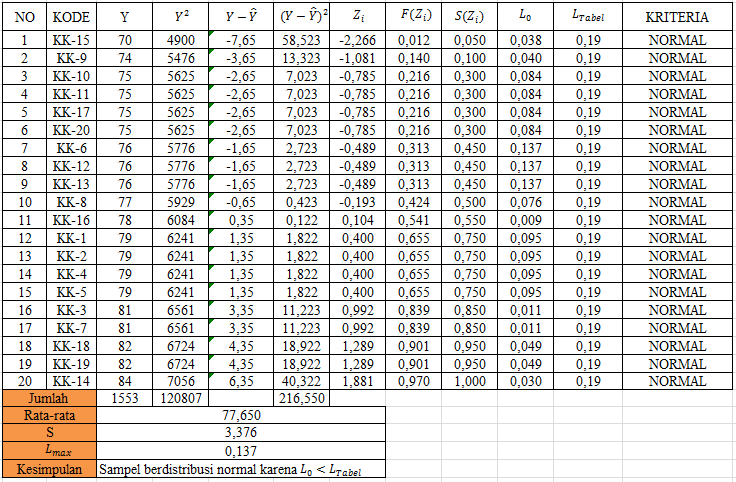 NO KODE Y Y² Y − Ŷ (Y − Ŷ)² Zᵢ F(Zᵢ) S(Zᵢ) L₀ L_Tabel KRITERIA
1 KK-15 70 4900 -7,65 58,523 -2,266 0,012 0,050 0,038 0,19 NORMAL
2 KK-9 74 5476 -3,65 13,323 -1,081 0,140 0,100 0,040 0,19 NORMAL
3 KK-10 75 5625 -2,65 7,023 -0,785 0,216 0,300 0,084 0,19 NORMAL
4 KK-11 75 5625 -2,65 7,023 -0,785 0,216 0,300 0,084 0,19 NORMAL
5 KK-17 75 5625 -2,65 7,023 -0,785 0,216 0,300 0,084 0,19 NORMAL
6 KK-20 75 5625 -2,65 7,023 -0,785 0,216 0,300 0,084 0,19 NORMAL
7 KK-6 76 5776 -1,65 2,723 -0,489 0,313 0,450 0,137 0,19 NORMAL
8 KK-12 76 5776 -1,65 2,723 -0,489 0,313 0,450 0,137 0,19 NORMAL
9 KK-13 76 5776 -1,65 2,723 -0,489 0,313 0,450 0,137 0,19 NORMAL
10 KK-8 77 5929 -0,65 0,423 -0,193 0,424 0,500 0,076 0,19 NORMAL
11 KK-16 78 6084 0,35 0,122 0,104 0,541 0,550 0,009 0,19 NORMAL
12 KK-1 79 6241 1,35 1,822 0,400 0,655 0,750 0,095 0,19 NORMAL
13 KK-2 79 6241 1,35 1,822 0,400 0,655 0,750 0,095 0,19 NORMAL
14 KK-4 79 6241 1,35 1,822 0,400 0,655 0,750 0,095 0,19 NORMAL
15 KK-5 79 6241 1,35 1,822 0,400 0,655 0,750 0,095 0,19 NORMAL
16 KK-3 81 6561 3,35 11,223 0,992 0,839 0,850 0,011 0,19 NORMAL
17 KK-7 81 6561 3,35 11,223 0,992 0,839 0,850 0,011 0,19 NORMAL
18 KK-18 82 6724 4,35 18,922 1,289 0,901 0,950 0,049 0,19 NORMAL
19 KK-19 82 6724 4,35 18,922 1,289 0,901 0,950 0,049 0,19 NORMAL
20 KK-14 84 7056 6,35 40,322 1,881 0,970 1,000 0,030 0,19 NORMAL
Jumlah 1553 120807 216,550
Rata-rata 77,650
S 3,376
L_max 0,137
Kesimpulan Sampel berdistribusi normal karena L₀ < L_Tabel